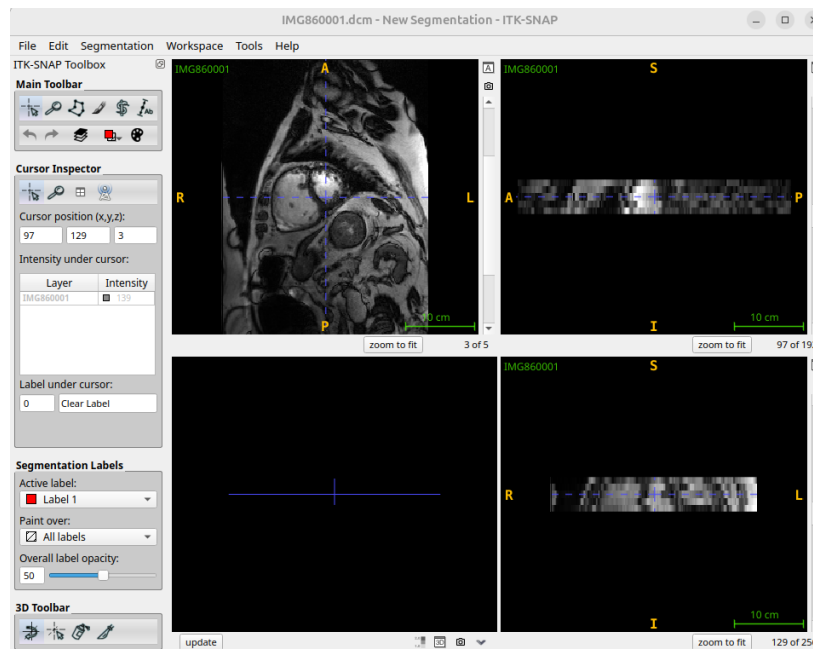 IMG860001.dcm - New Segmentation - ITK-SNAP
File Edit Segmentation Workspace Tools Help
ITK-SNAP Toolbox
Main Toolbar
Cursor Inspector
Cursor position (x,y,z):
97 129 3
Intensity under cursor:
Layer Intensity
IMG860001 139
Label under cursor:
0 Clear Label
Segmentation Labels
Active label:
Label 1
Paint over:
All labels
Overall label opacity:
50
3D Toolbar
IMG860001
A
R
L
P
10 cm
zoom to fit 3 of 5
IMG860001
S
A
P
I
10 cm
zoom to fit 97 of 19
update
3D
IMG860001
S
R
L
I
10 cm
zoom to fit 129 of 25